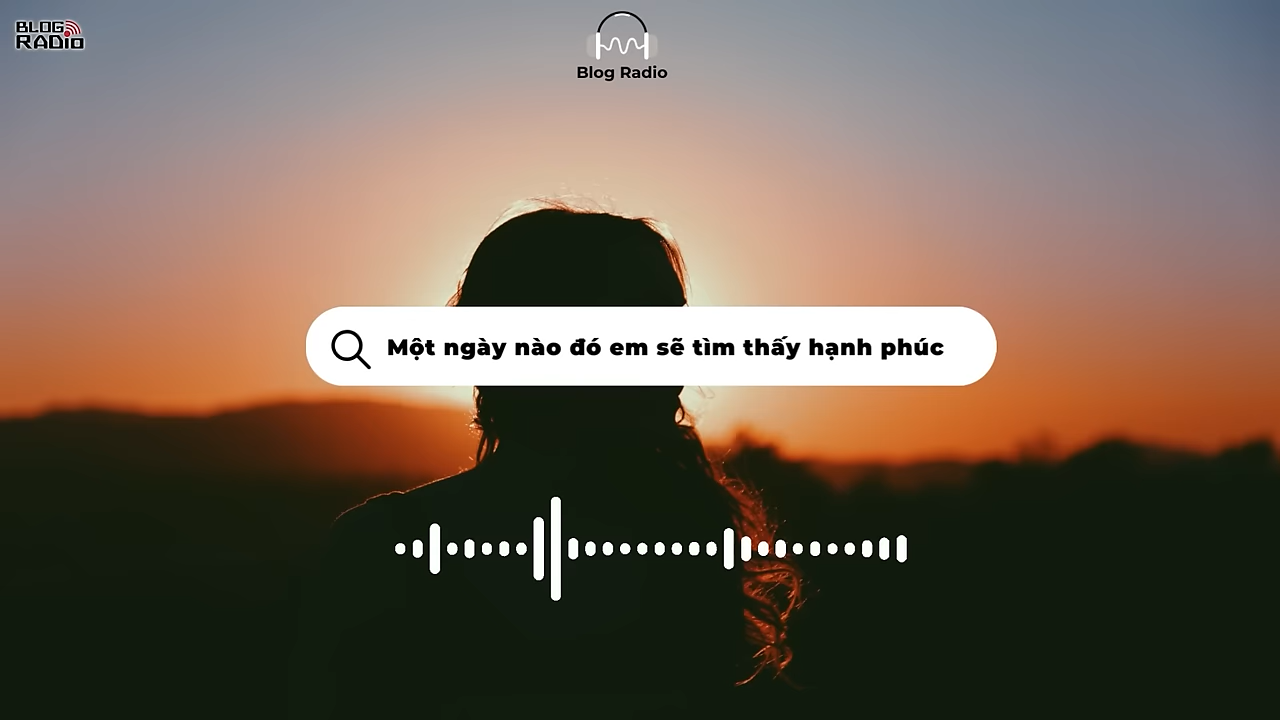 BLOG
RADIO
Blog Radio
Một ngày nào đó em sẽ tìm thấy hạnh phúc